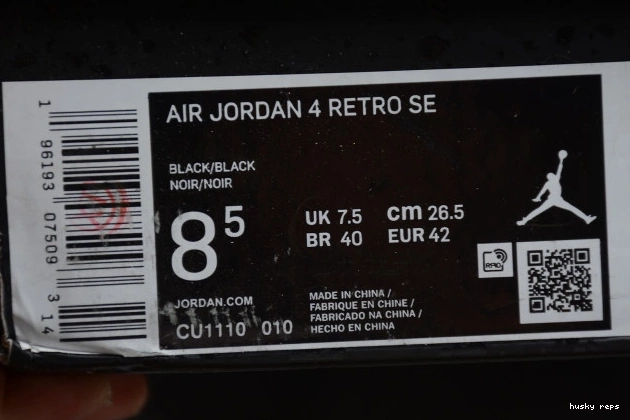 AIR JORDAN 4 RETRO SE
BLACK/BLACK
NOIR/NOIR
8 5
UK 7.5 cm 26.5
BR 40 EUR 42
RFID
JORDAN.COM
CU1110 010
MADE IN CHINA /
FABRIQUE EN CHINE /
FABRICADO NA CHINA /
HECHO EN CHINA
1 96193 07509 3 14
husky reps